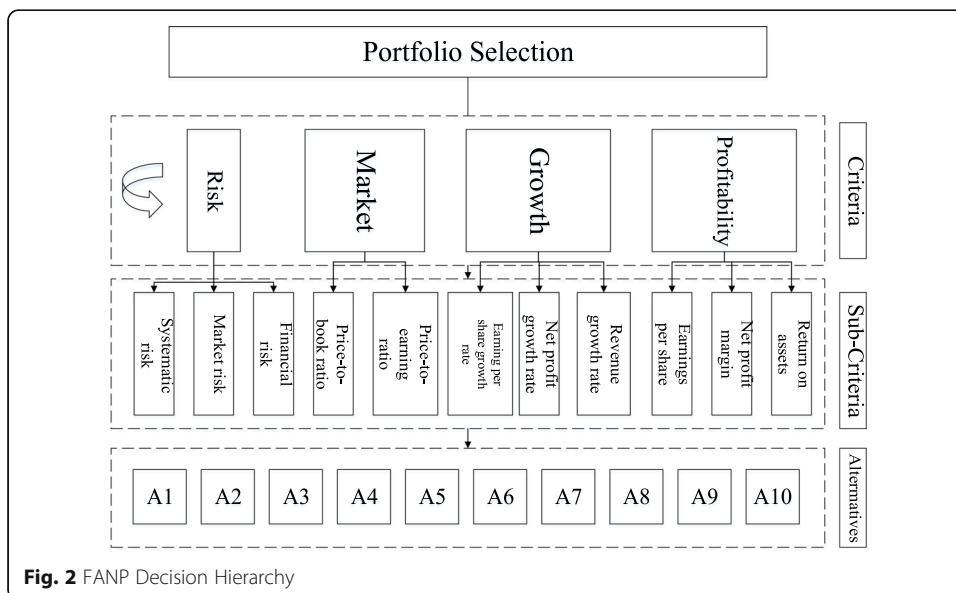 Portfolio Selection
Risk
Market
Growth
Profitability
Criteria
Systematic
risk
Market risk
Financial
risk
Price-to-
book ratio
Price-to-
earning
ratio
Earning per
share growth
rate
Net profit
growth rate
Revenue
growth rate
Earnings
per share
Net profit
margin
Return on
assets
Sub-Criteria
A1 A2 A3 A4 A5 A6 A7 A8 A9 A10
Alternatives
Fig. 2 FANP Decision Hierarchy